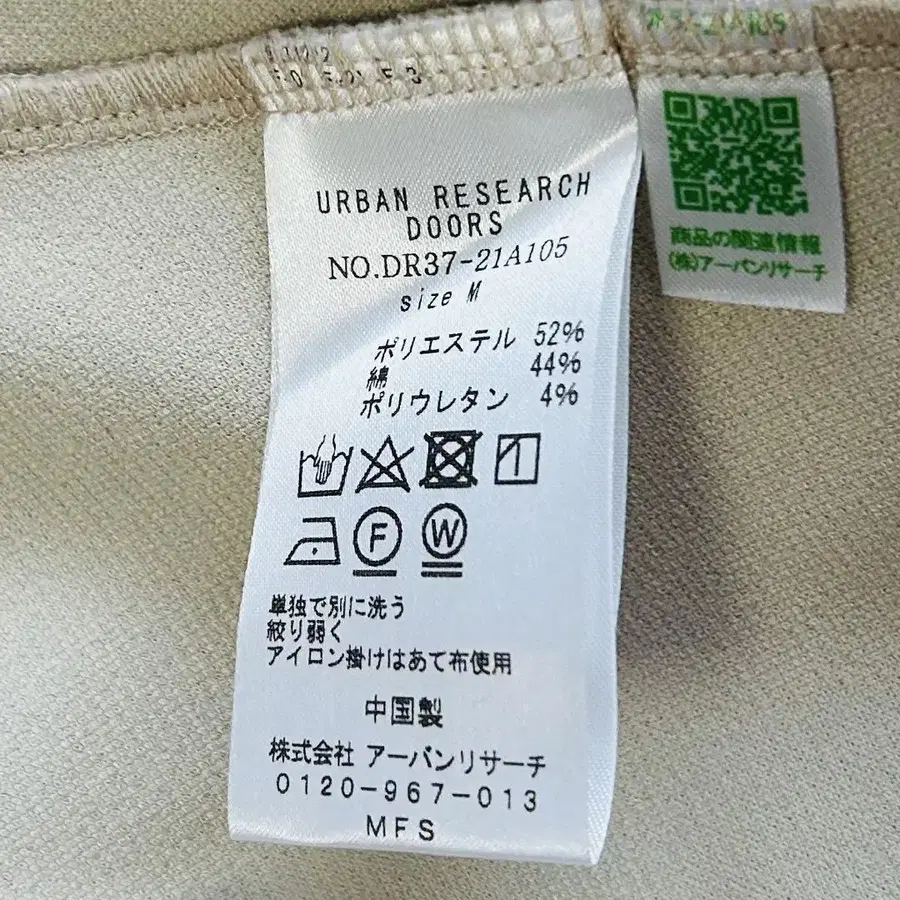 URBAN RESEARCH
DOORS
NO.DR37-21A105
size M
ポリエステル 52%
綿 44%
ポリウレタン 4%
F
W
単独で別に洗う
絞り弱く
アイロン掛けはあて布使用
中国製
株式会社 アーバンリサーチ
0120-967-013
MFS
商品の関連情報
(株)アーバンリサーチ